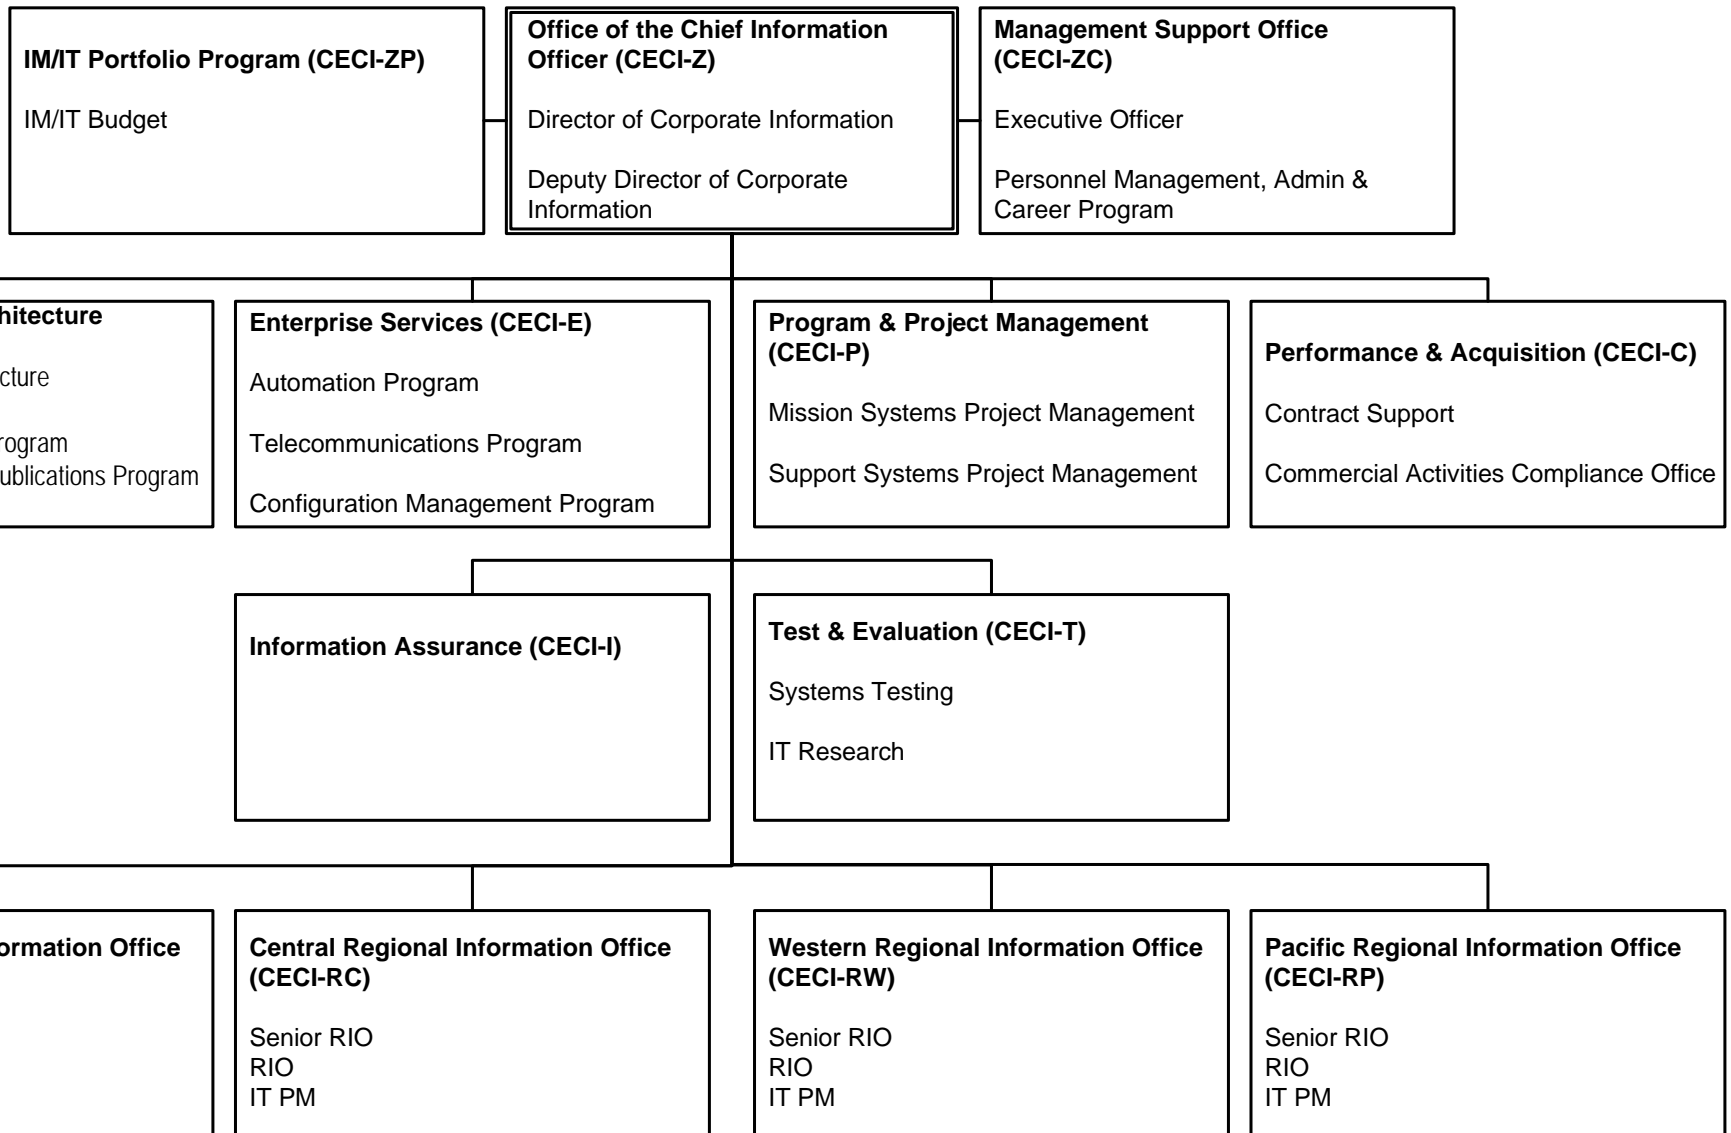 IM/IT Portfolio Program (CECI-ZP)
IM/IT Budget
Office of the Chief Information
Officer (CECI-Z)
Director of Corporate Information
Deputy Director of Corporate
Information
Management Support Office
(CECI-ZC)
Executive Officer
Personnel Management, Admin &
Career Program
hitecture
cture
rogram
ublications Program
Enterprise Services (CECI-E)
Automation Program
Telecommunications Program
Configuration Management Program
Program & Project Management
(CECI-P)
Mission Systems Project Management
Support Systems Project Management
Performance & Acquisition (CECI-C)
Contract Support
Commercial Activities Compliance Office
Information Assurance (CECI-I)
Test & Evaluation (CECI-T)
Systems Testing
IT Research
ormation Office
Central Regional Information Office
(CECI-RC)
Senior RIO
RIO
IT PM
Western Regional Information Office
(CECI-RW)
Senior RIO
RIO
IT PM
Pacific Regional Information Office
(CECI-RP)
Senior RIO
RIO
IT PM